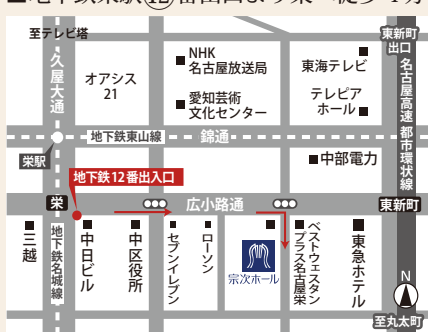 ■地下鉄栄駅⑫番出口より東へ徒歩4分
至テレビ塔
久屋大通
オアシス
21
NHK
名古屋放送局
愛知芸術
文化センター
東海テレビ
テレピア
ホール
東新町
出口
名古屋高速都市環状線
地下鉄東山線
錦通
栄駅
中部電力
地下鉄12番出入口
栄
広小路通
東新町
三越
地下鉄名城線
中日ビル
中区役所
セブンイレブン
ローソン
宗次ホール
ベストウェスタン
プラス名古屋栄
東急ホテル
N
至丸太町